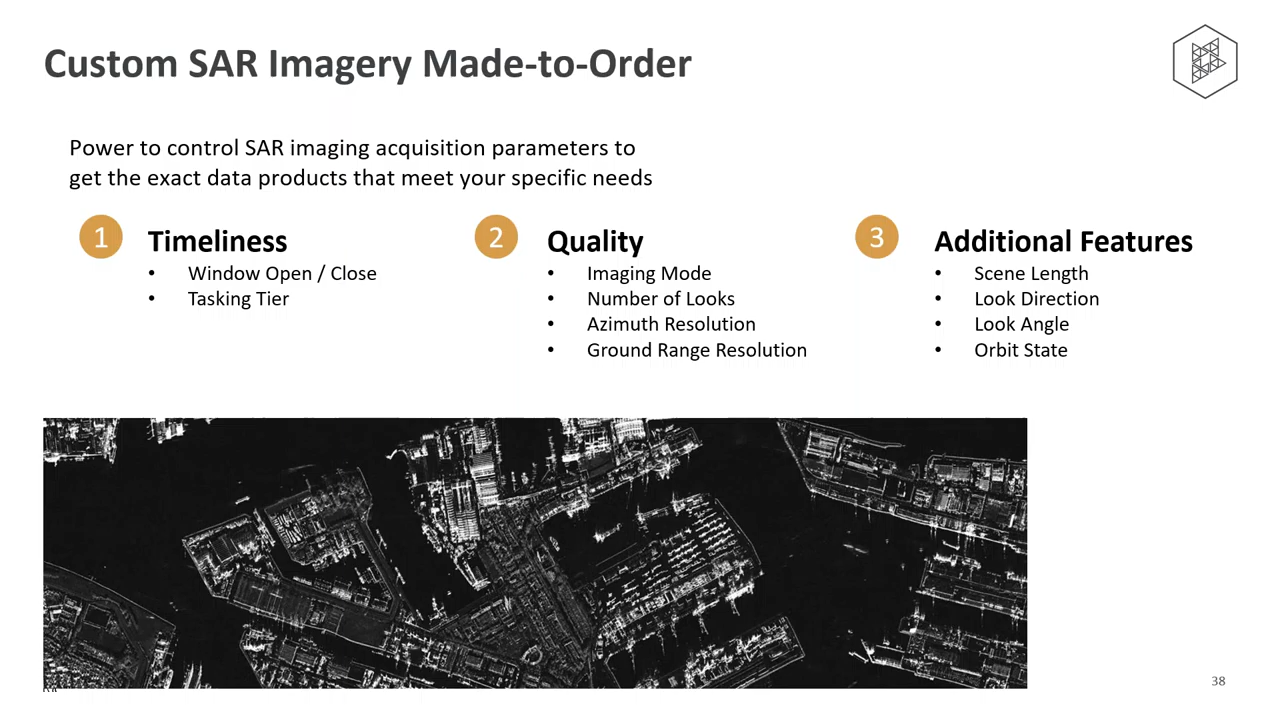 Custom SAR Imagery Made-to-Order
Power to control SAR imaging acquisition parameters to
get the exact data products that meet your specific needs
1 Timeliness
• Window Open / Close
• Tasking Tier
2 Quality
• Imaging Mode
• Number of Looks
• Azimuth Resolution
• Ground Range Resolution
3 Additional Features
• Scene Length
• Look Direction
• Look Angle
• Orbit State
38